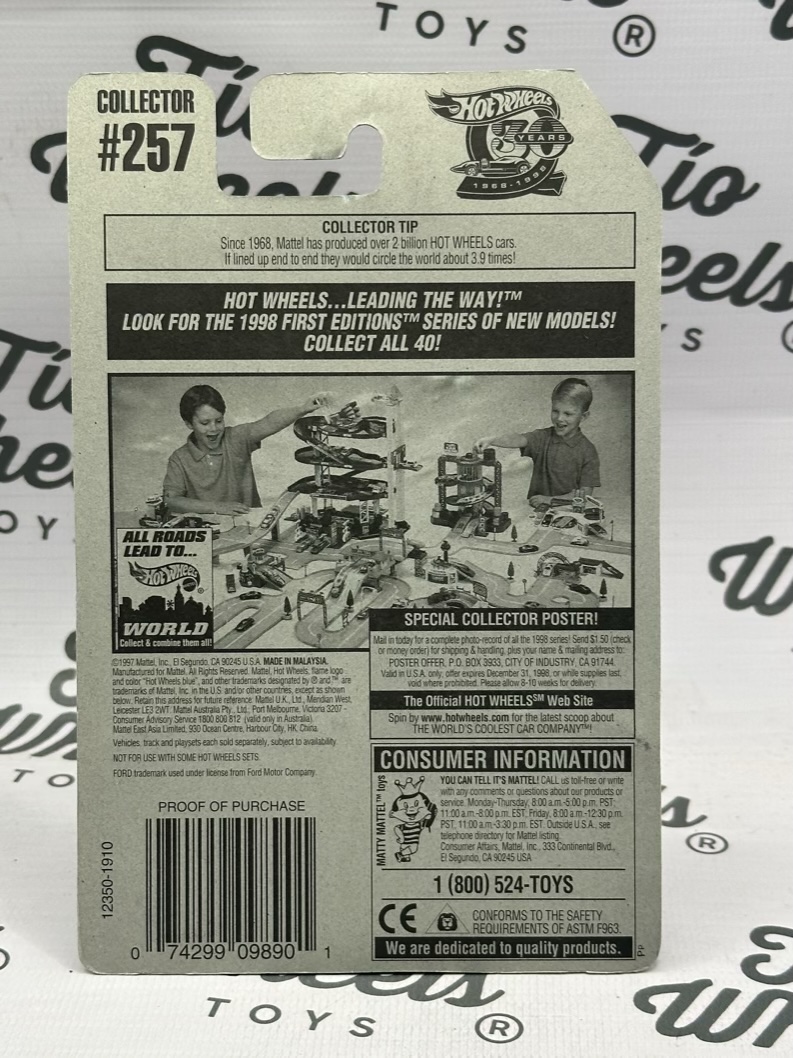 TOYS ®
Tío
COLLECTOR
#257
Hot Wheels
30 YEARS
1968-1998
COLLECTOR TIP
Since 1968, Mattel has produced over 2 billion HOT WHEELS cars.
If lined up end to end they would circle the world about 3.9 times!
HOT WHEELS...LEADING THE WAY!™
LOOK FOR THE 1998 FIRST EDITIONS™ SERIES OF NEW MODELS!
COLLECT ALL 40!
ALL ROADS
LEAD TO...
Hot Wheels®
WORLD
Collect & combine them all!
SPECIAL COLLECTOR POSTER!
Mail in today for a complete photo-record of all the 1998 series! Send $1.50 (check
or money order) for shipping & handling, plus your name & mailing address to:
POSTER OFFER, P.O. BOX 3933, CITY OF INDUSTRY, CA 91744.
Valid in U.S.A. only; offer expires December 31, 1998, or while supplies last,
void where prohibited. Please allow 8-10 weeks for delivery.
The Official HOT WHEELS℠ Web Site
Spin by www.hotwheels.com for the latest scoop about
THE WORLD'S COOLEST CAR COMPANY™!
©1997 Mattel, Inc., El Segundo, CA 90245 U.S.A. MADE IN MALAYSIA.
Manufactured for Mattel. All Rights Reserved. Mattel, Hot Wheels, flame logo
and color "Hot Wheels blue", and other trademarks designated by ® and ™ are
trademarks of Mattel, Inc. in the U.S. and/or other countries, except as shown
below. Retain this address for future reference: Mattel U.K., Ltd., Meridian West,
Leicester LE3 2WT. Mattel Australia Pty., Ltd., Port Melbourne, Victoria 3207 -
Consumer Advisory Service 1800 800 812 (valid only in Australia).
Mattel East Asia Limited, 930 Ocean Centre, Harbour City, HK, China.
Vehicles, track and playsets each sold separately, subject to availability.
NOT FOR USE WITH SOME HOT WHEELS SETS.
FORD trademark used under license from Ford Motor Company.
CONSUMER INFORMATION
MATTY MATTEL™ toys
YOU CAN TELL IT'S MATTEL! CALL us toll-free or write
with any comments or questions about our products or
service. Monday-Thursday, 8:00 a.m.-5:00 p.m. PST;
11:00 a.m.-8:00 p.m. EST; Friday, 8:00 a.m.-12:30 p.m.
PST; 11:00 a.m.-3:30 p.m. EST. Outside U.S.A., see
telephone directory for Mattel listing.
Consumer Affairs, Mattel, Inc., 333 Continental Blvd.,
El Segundo, CA 90245 USA
1 (800) 524-TOYS
CE
CONFORMS TO THE SAFETY
REQUIREMENTS OF ASTM F963.
We are dedicated to quality products.
PROOF OF PURCHASE
12350-1910
0 74299 09890 1
TOYS ®